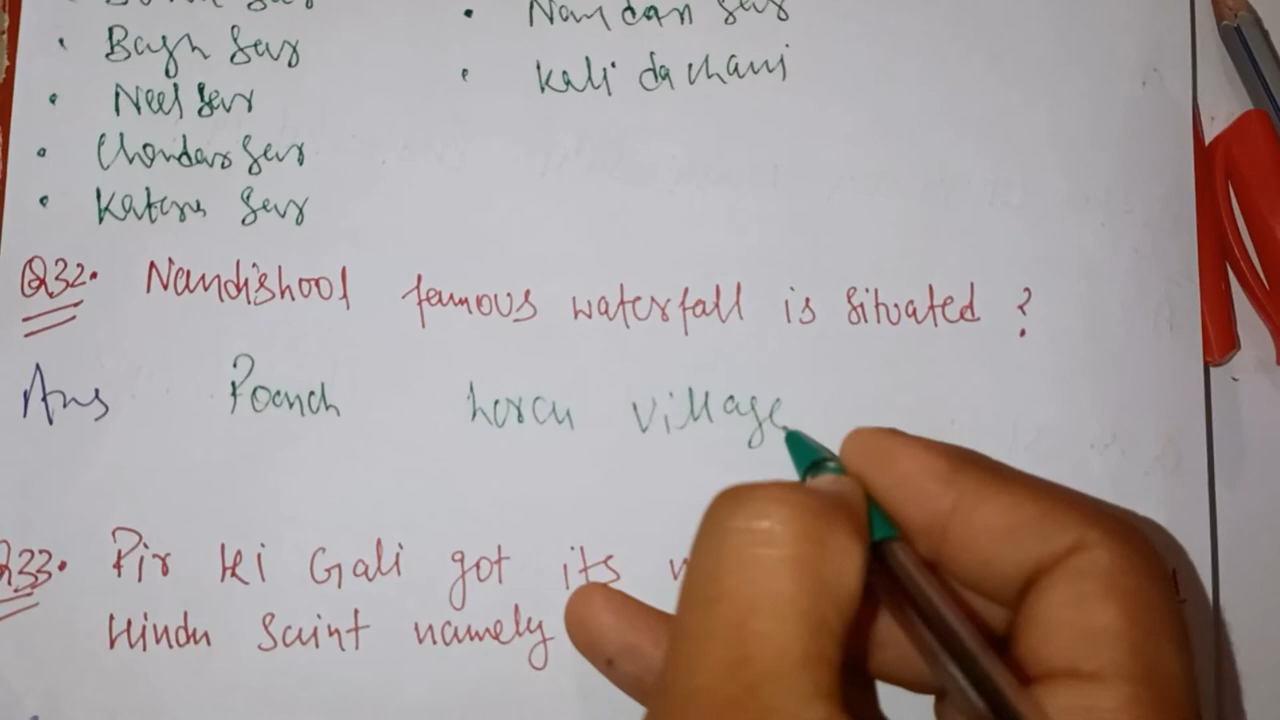 Bagh Sar
Neel Sar
Chandar Sar
Katora Sar
Nandan Sar
Kali dachani
Q32. Nandishool famous waterfall is situated ?
Ans Poonch loran village
Q33. Pir ki Gali got its
Hindu Saint namely